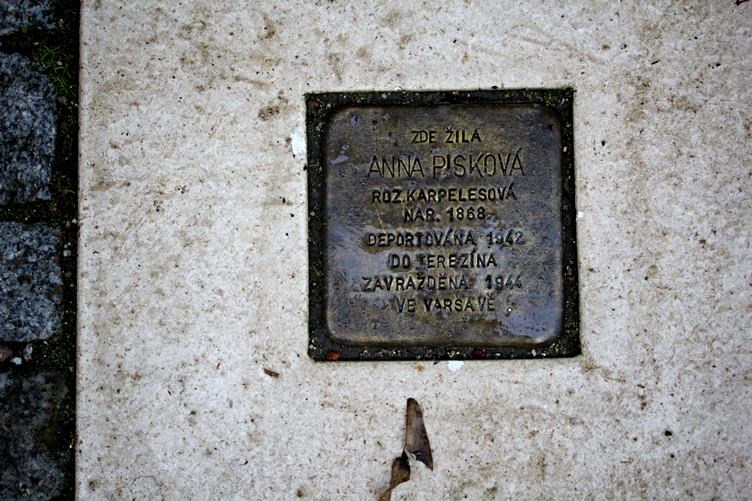 ZDE ŽILA
ANNA PISKOVÁ
ROZ. KARPELESOVÁ
NAR. 1868
DEPORTOVÁNA 1942
DO TEREZÍNA
ZAVRAŽDĚNA 1944
VE VARŠAVĚ